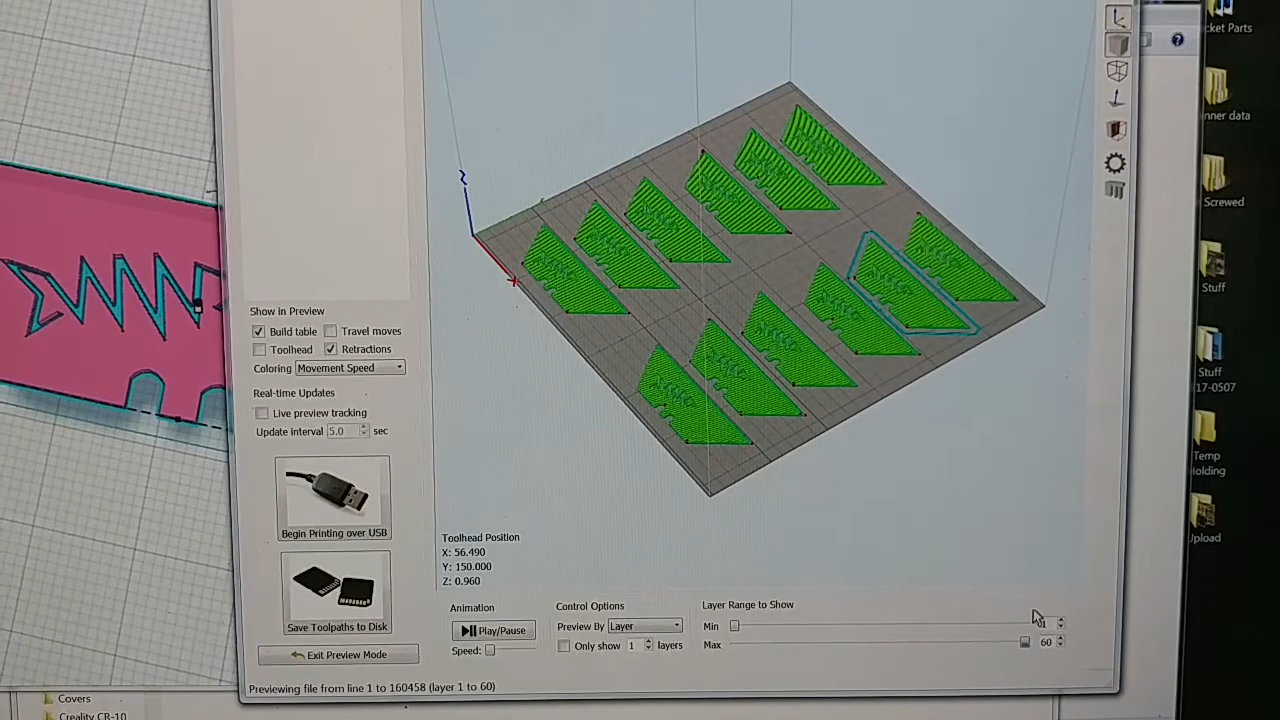 Show in Preview
Build table
Travel moves
Toolhead
Retractions
Coloring Movement Speed
Real-time Updates
Live preview tracking
Update interval 5.0 sec
Begin Printing over USB
Save Toolpaths to Disk
Exit Preview Mode
Previewing file from line 1 to 160458 (layer 1 to 60)
Toolhead Position
X: 56.490
Y: 150.000
Z: 0.960
Animation
Play/Pause
Speed:
Control Options
Preview By Layer
Only show 1 layers
Layer Range to Show
Min 1
Max 60
Covers
Creality CR-10
cket Parts
nner data
Screwed
Stuff
Stuff
17-0507
Temp
Holding
Upload